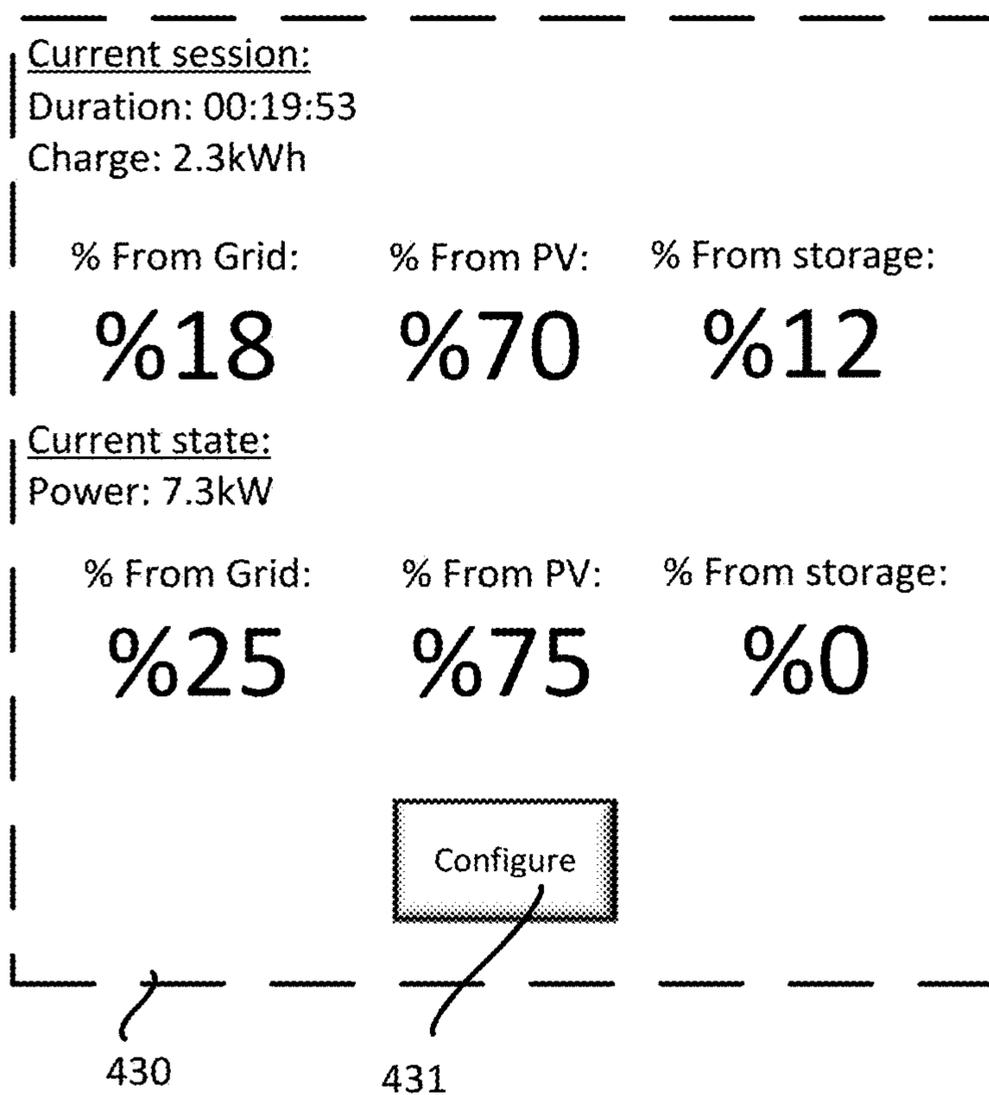 Current session:
Duration: 00:19:53
Charge: 2.3kWh
% From Grid: % From PV: % From storage:
%18 %70 %12
Current state:
Power: 7.3kW
% From Grid: % From PV: % From storage:
%25 %75 %0
Configure
430 431